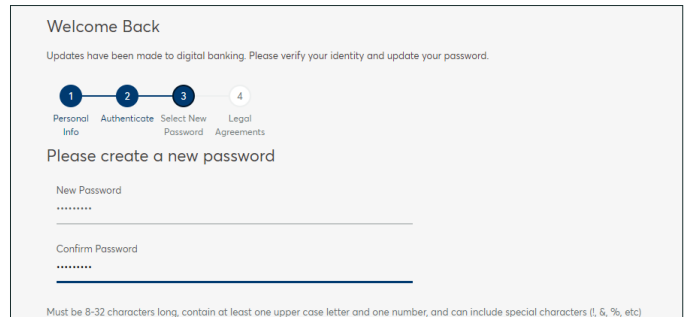 Welcome Back
Updates have been made to digital banking. Please verify your identity and update your password.
1 2 3 4
Personal Info Authenticate Select New Password Legal Agreements
Please create a new password
New Password
•••••••••
Confirm Password
•••••••••
Must be 8-32 characters long, contain at least one upper case letter and one number, and can include special characters (!, &, %, etc)